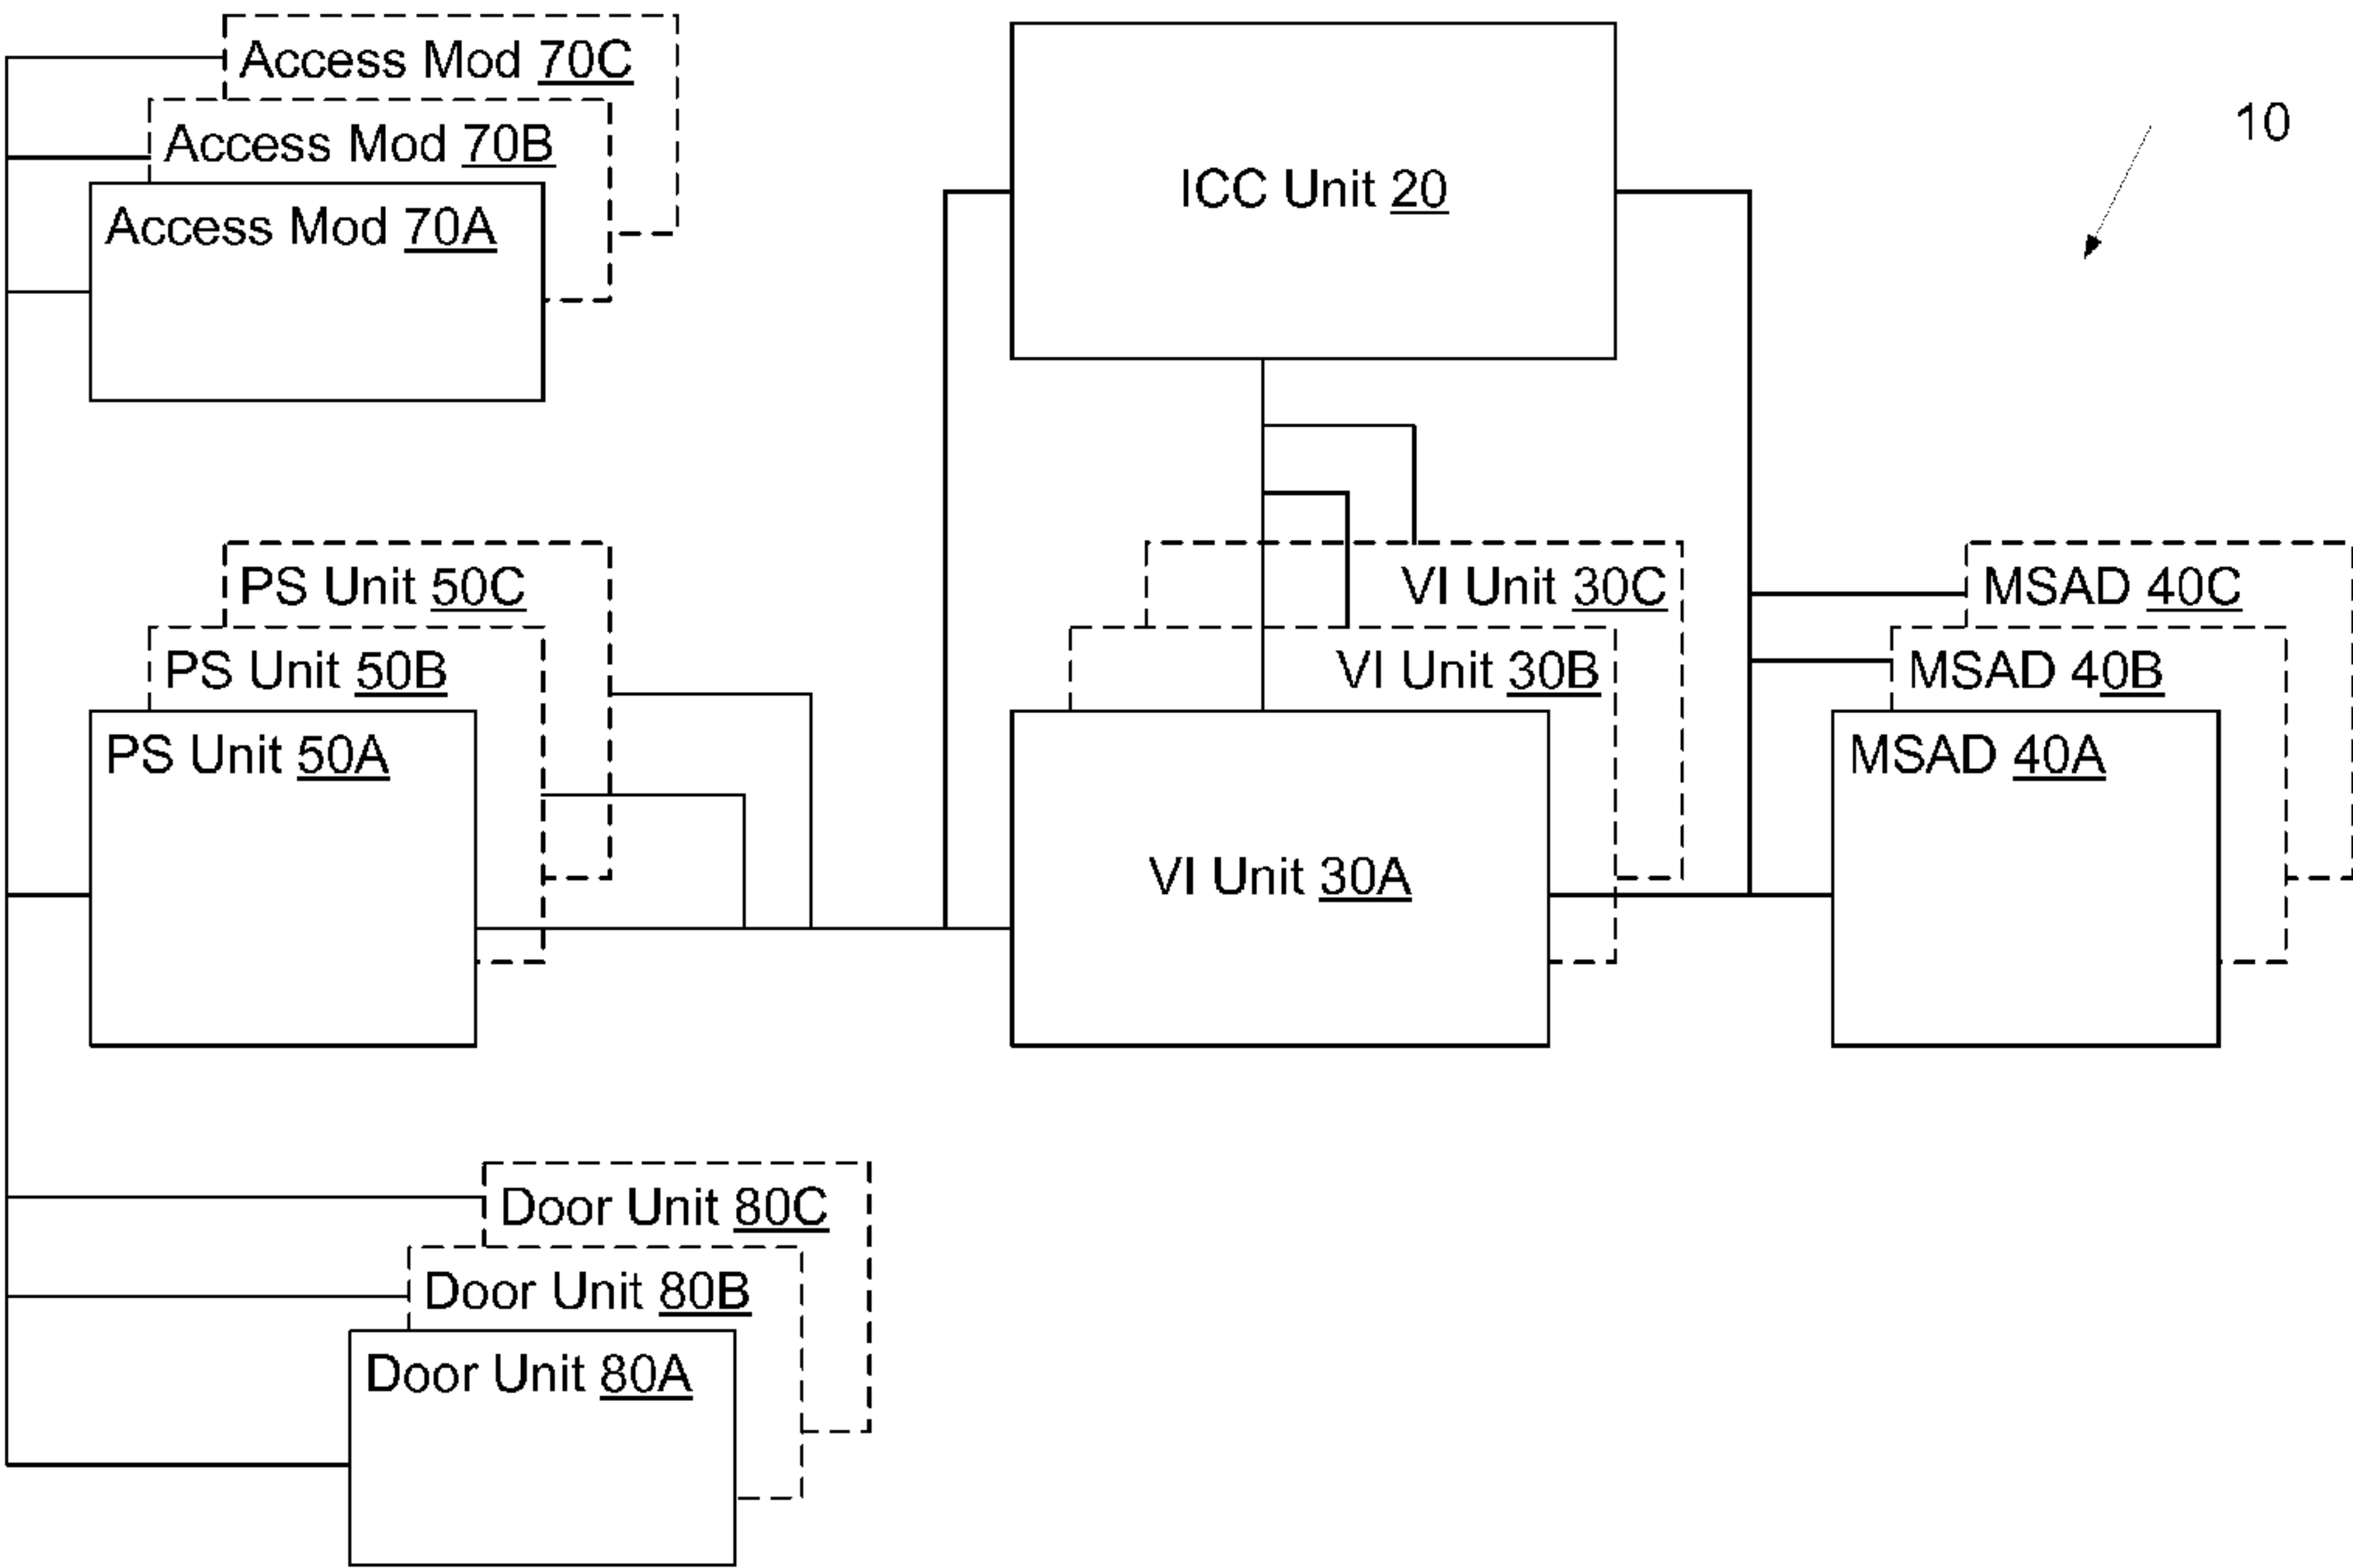 Access Mod 70C
Access Mod 70B
Access Mod 70A
ICC Unit 20
10
PS Unit 50C
PS Unit 50B
PS Unit 50A
VI Unit 30C
VI Unit 30B
VI Unit 30A
MSAD 40C
MSAD 40B
MSAD 40A
Door Unit 80C
Door Unit 80B
Door Unit 80A